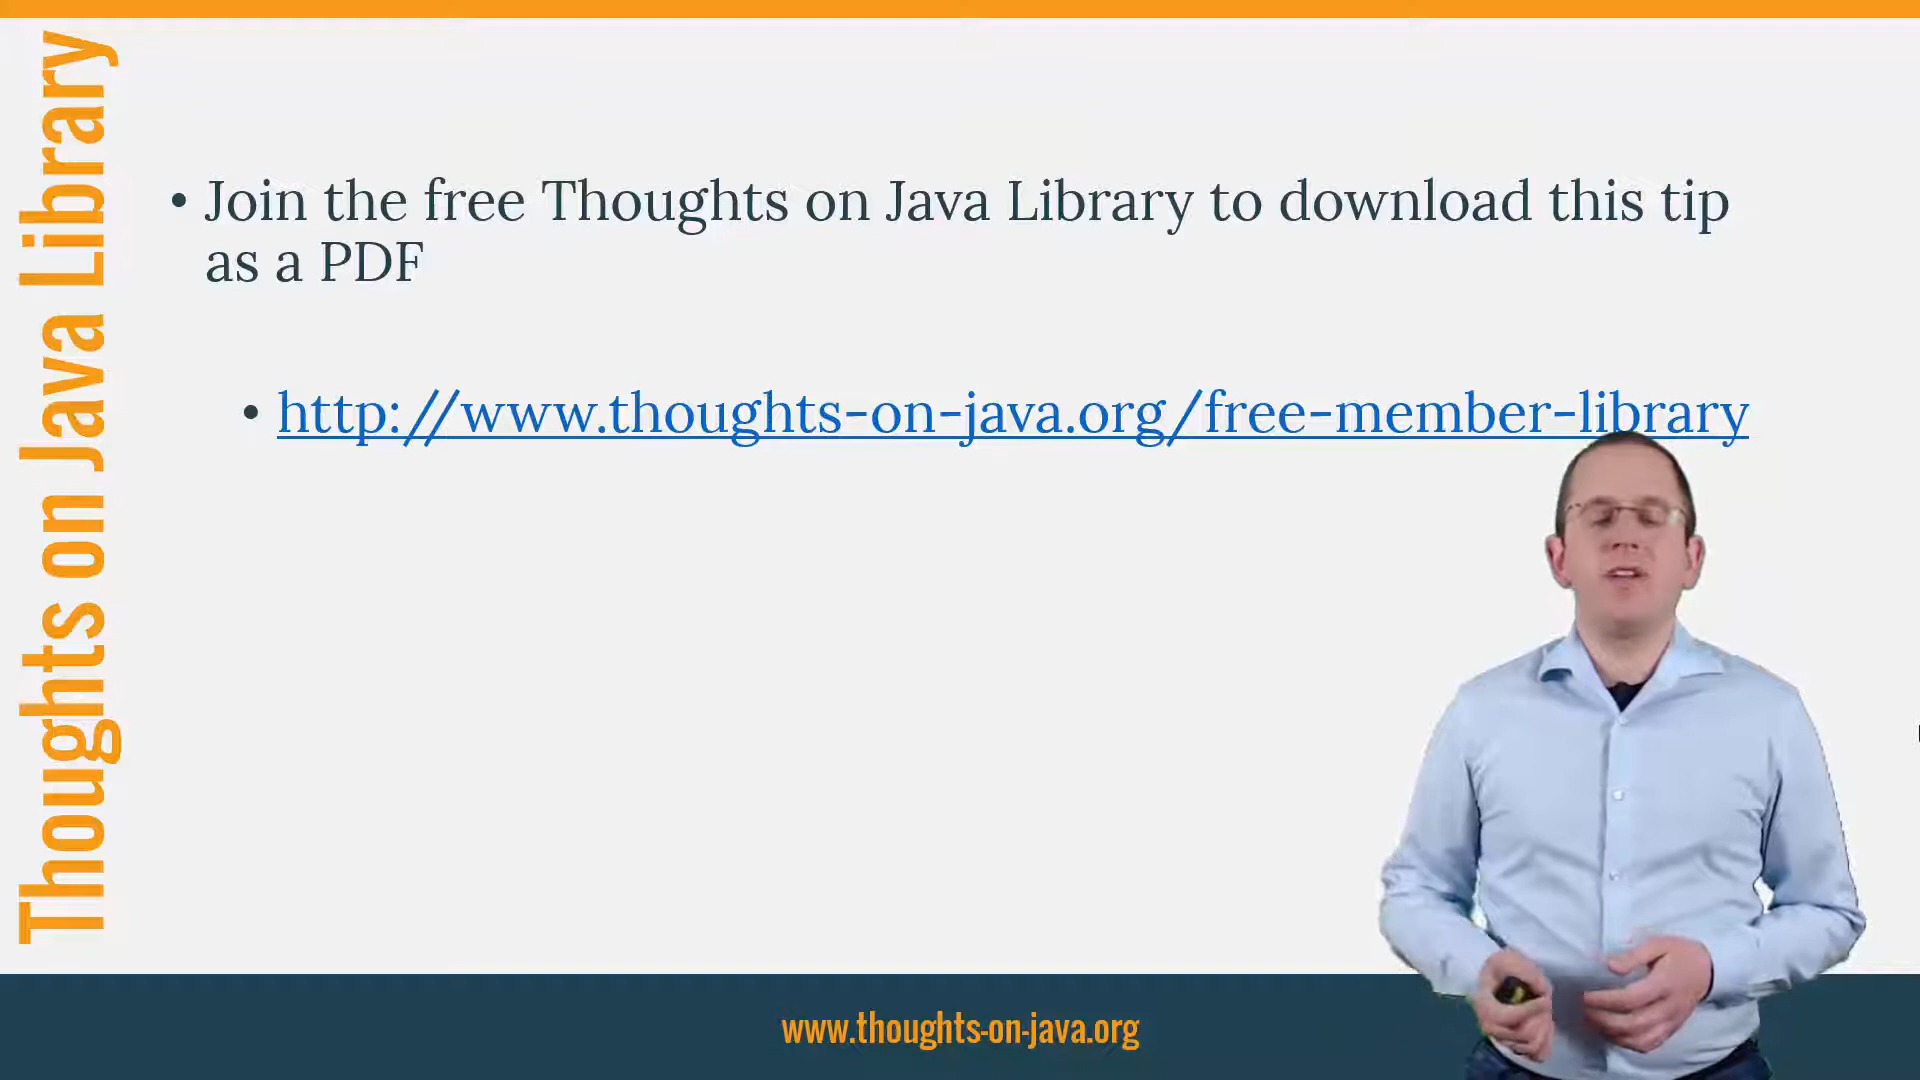 Thoughts on Java Library
• Join the free Thoughts on Java Library to download this tip
as a PDF
• http://www.thoughts-on-java.org/free-member-library
www.thoughts-on-java.org